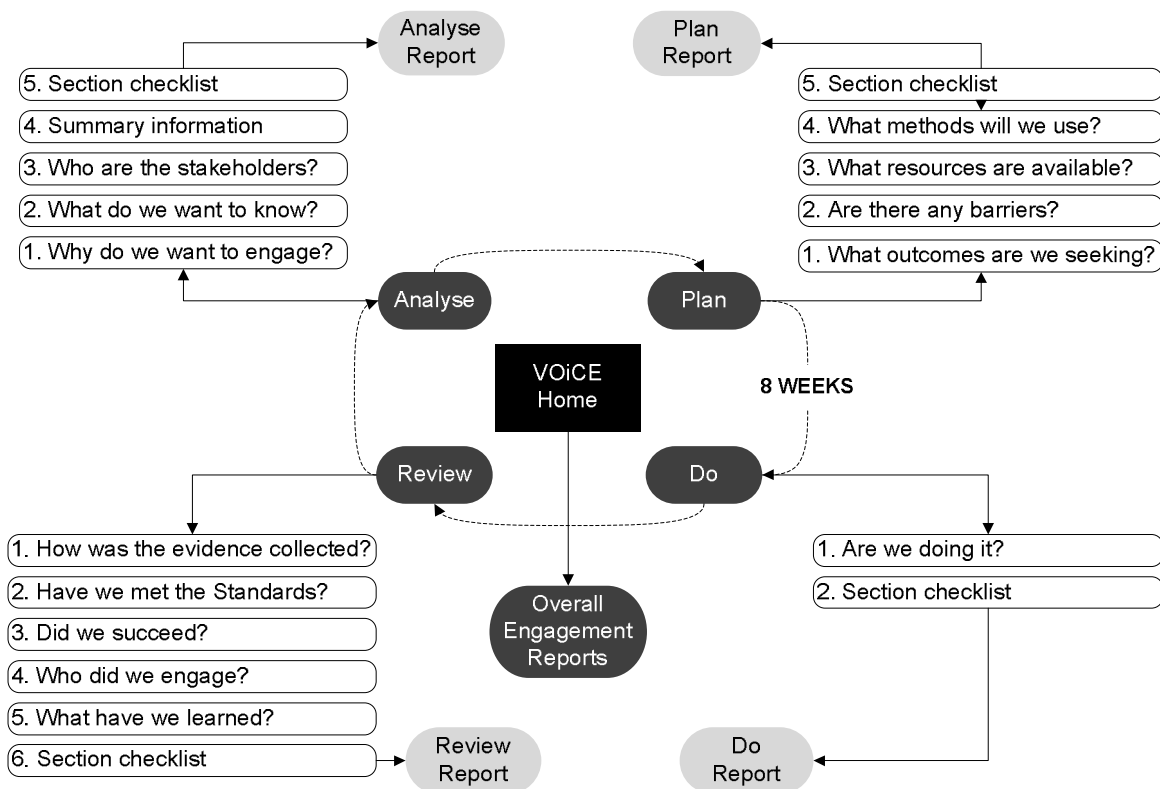 Analyse
Report
Plan
Report
5. Section checklist
4. Summary information
3. Who are the stakeholders?
2. What do we want to know?
1. Why do we want to engage?
5. Section checklist
4. What methods will we use?
3. What resources are available?
2. Are there any barriers?
1. What outcomes are we seeking?
Analyse
Plan
VOiCE
Home
8 WEEKS
Review
Do
1. How was the evidence collected?
2. Have we met the Standards?
3. Did we succeed?
4. Who did we engage?
5. What have we learned?
6. Section checklist
Overall
Engagement
Reports
1. Are we doing it?
2. Section checklist
Review
Report
Do
Report